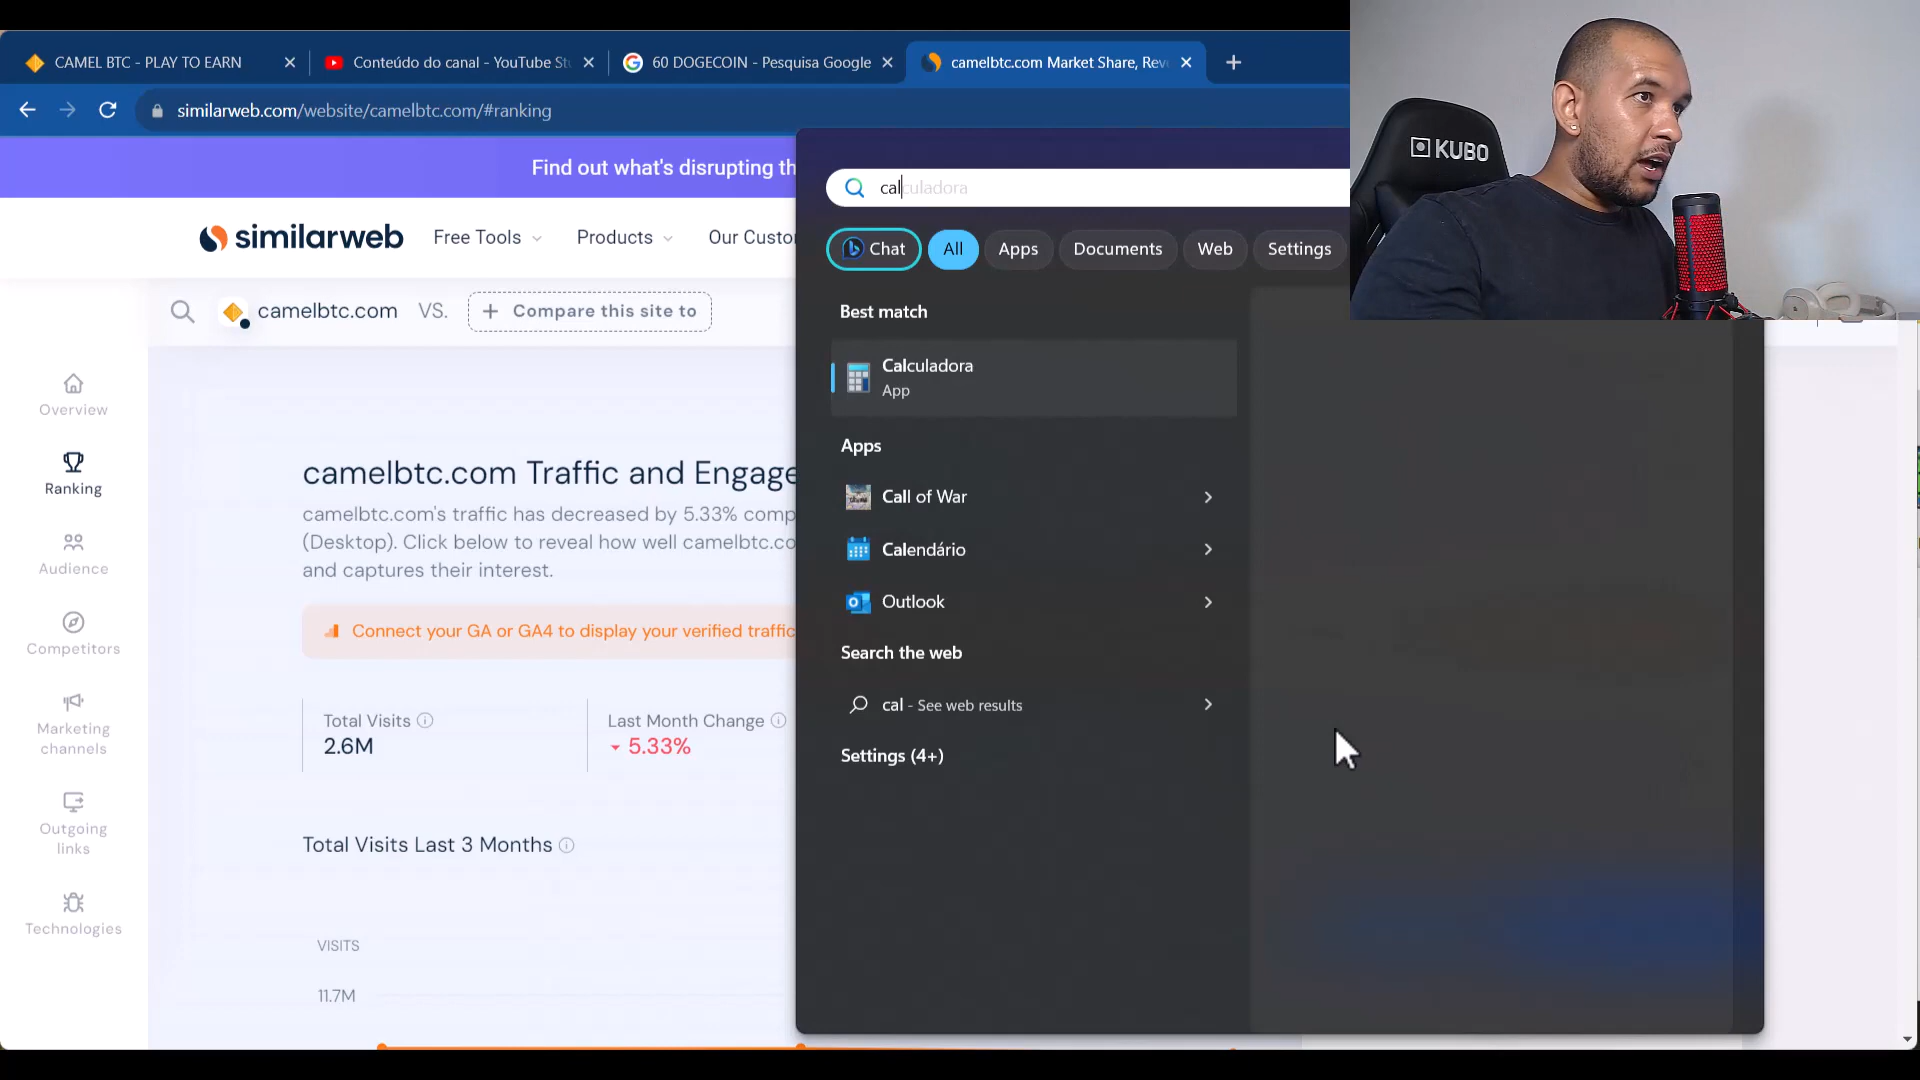 CAMEL BTC - PLAY TO EARN
Conteúdo do canal - YouTube St
60 DOGECOIN - Pesquisa Google
camelbtc.com Market Share, Rev
similarweb.com/website/camelbtc.com/#ranking
Find out what's disrupting th
similarweb
Free Tools
Products
Our Custo
camelbtc.com
VS.
+ Compare this site to
Overview
Ranking
Audience
Competitors
Marketing
channels
Outgoing
links
Technologies
camelbtc.com Traffic and Engage
camelbtc.com's traffic has decreased by 5.33% comp
(Desktop). Click below to reveal how well camelbtc.co
and captures their interest.
Connect your GA or GA4 to display your verified traffic
Total Visits
2.6M
Last Month Change
5.33%
Total Visits Last 3 Months
VISITS
11.7M
calculadora
Chat
All
Apps
Documents
Web
Settings
Best match
Calculadora
App
Apps
Call of War
Calendário
Outlook
Search the web
cal - See web results
Settings (4+)
KUBO